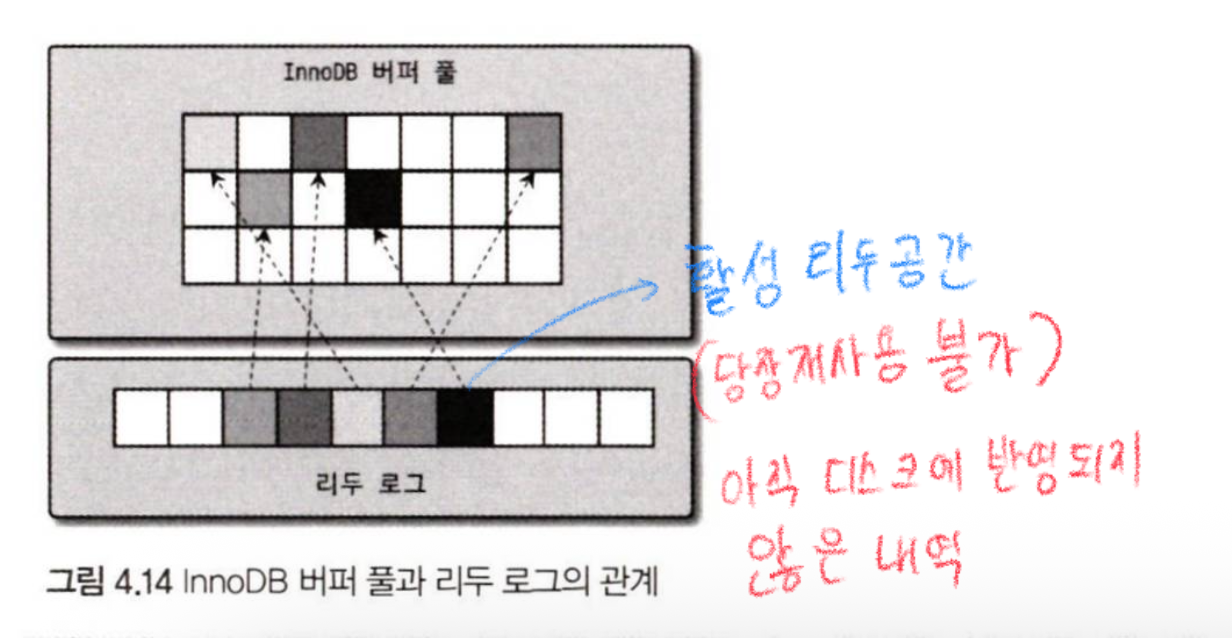 InnoDB 버퍼 풀
활성 리두공간
(당장재사용 불가)
아직 디스크에 반영되지
않은 내역
리두 로그
그림 4.14 InnoDB 버퍼 풀과 리두 로그의 관계